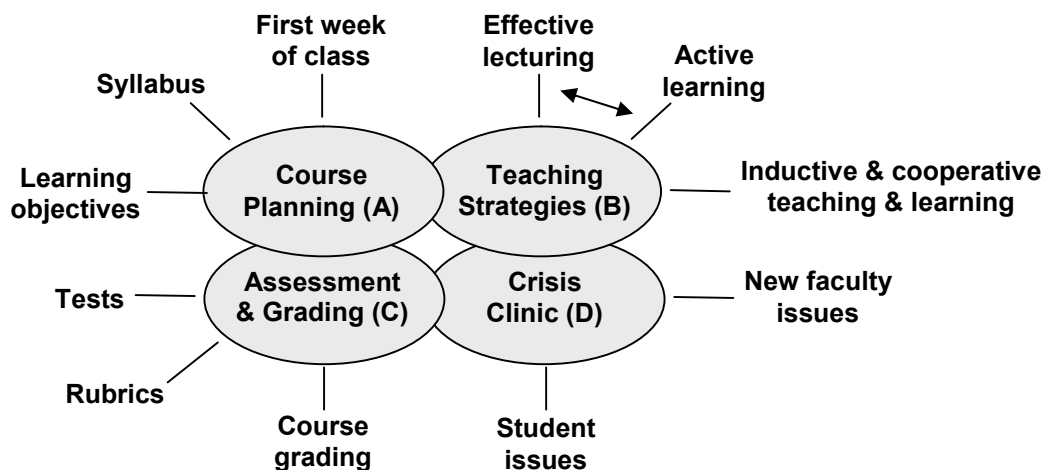 First week
of class
Effective
lecturing
Active
learning
Syllabus
Learning
objectives
Course
Planning (A)
Teaching
Strategies (B)
Inductive & cooperative
teaching & learning
Tests
Assessment
& Grading (C)
Crisis
Clinic (D)
New faculty
issues
Rubrics
Course
grading
Student
issues